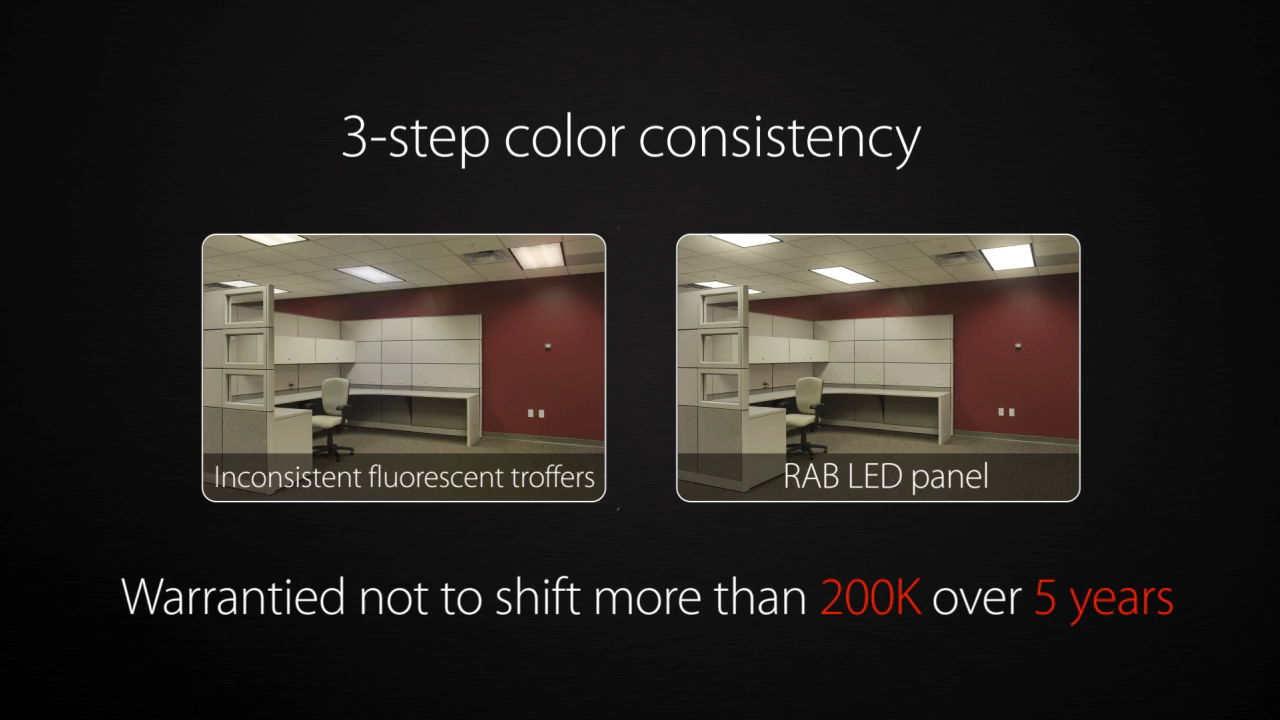 3-step color consistency
Inconsistent fluorescent troffers
RAB LED panel
Warrantied not to shift more than 200K over 5 years